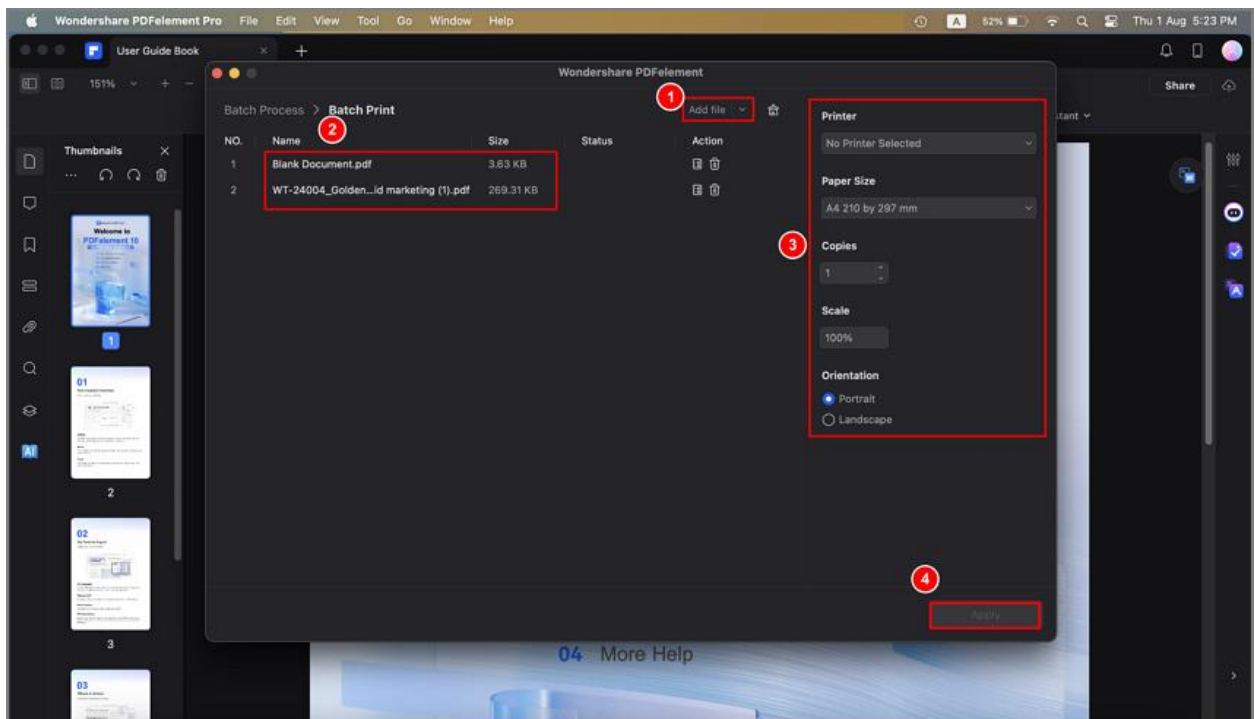 Wondershare PDFelement Pro File Edit View Tool Go Window Help A 52% Thu 1 Aug 5:23 PM
User Guide Book × +
151%
Share
Wondershare PDFelement
Batch Process > Batch Print
1
Add file
2
NO. Name Size Status Action
1 Blank Document.pdf 3.63 KB
2 WT-24004_Golden...id marketing (1).pdf 269.31 KB
3
Printer
No Printer Selected
Paper Size
A4 210 by 297 mm
Copies
1
Scale
100%
Orientation
Portrait
Landscape
4
Apply
tant
Thumbnails ×
Welcome to
PDFelement 10
1
01
2
02
3
03
AI
04 More Help